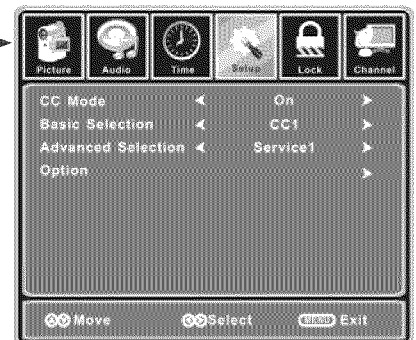 Picture Audio Time Setup Lock Channel
CC Mode On
Basic Selection CC1
Advanced Selection Service1
Option
Move Select MENU Exit